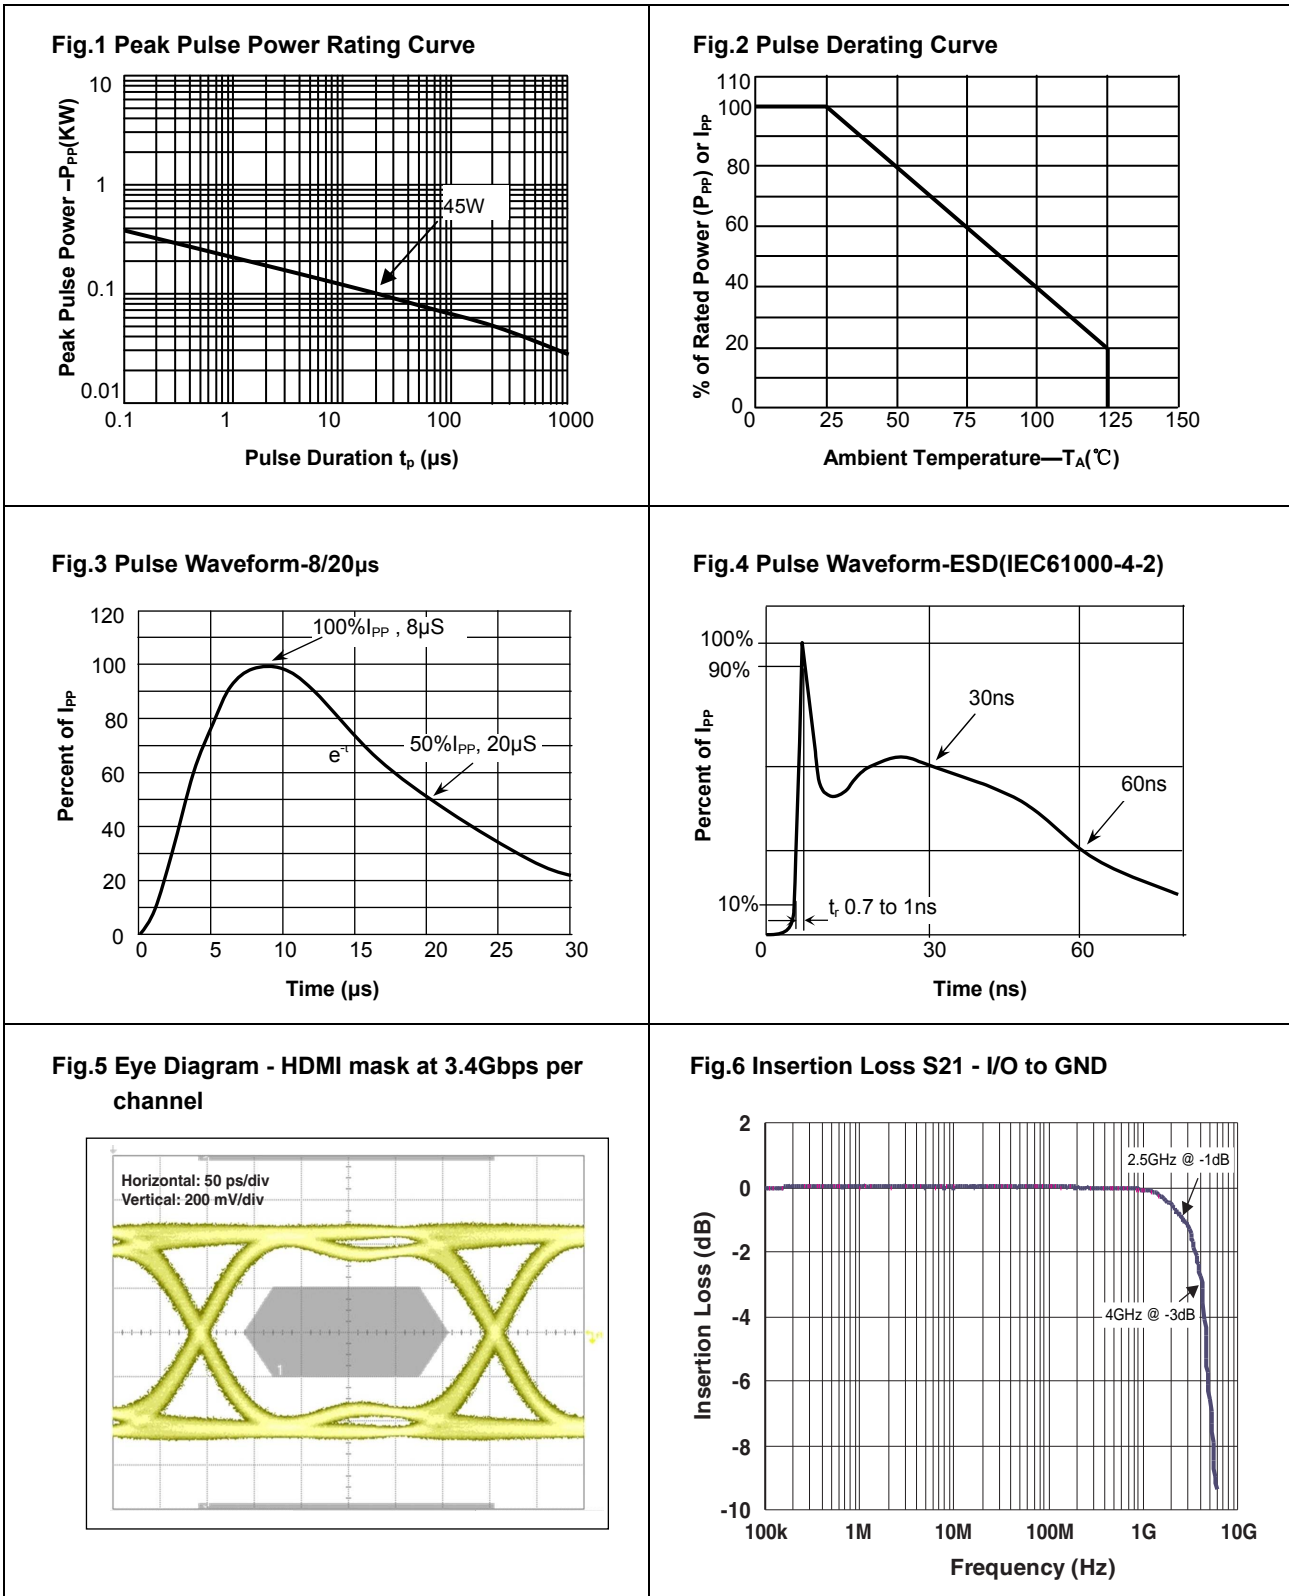 Fig.1 Peak Pulse Power Rating Curve
Peak Pulse Power –PPP(KW)
10
1
0.1
0.01
45W
0.1 1 10 100 1000
Pulse Duration tp (μs)
Fig.2 Pulse Derating Curve
% of Rated Power (PPP) or IPP
110
100
80
60
40
20
0
0 25 50 75 100 125 150
Ambient Temperature—TA(℃)
Fig.3 Pulse Waveform-8/20μs
Percent of IPP
120
100
80
60
40
20
0
100%IPP , 8μS
e-t
50%IPP, 20μS
0 5 10 15 20 25 30
Time (μs)
Fig.4 Pulse Waveform-ESD(IEC61000-4-2)
Percent of IPP
100%
90%
10%
30ns
60ns
tr 0.7 to 1ns
0 30 60
Time (ns)
Fig.5 Eye Diagram - HDMI mask at 3.4Gbps per
channel
Horizontal: 50 ps/div
Vertical: 200 mV/div
1
Fig.6 Insertion Loss S21 - I/O to GND
Insertion Loss (dB)
2
0
-2
-4
-6
-8
-10
2.5GHz @ -1dB
4GHz @ -3dB
100k 1M 10M 100M 1G 10G
Frequency (Hz)